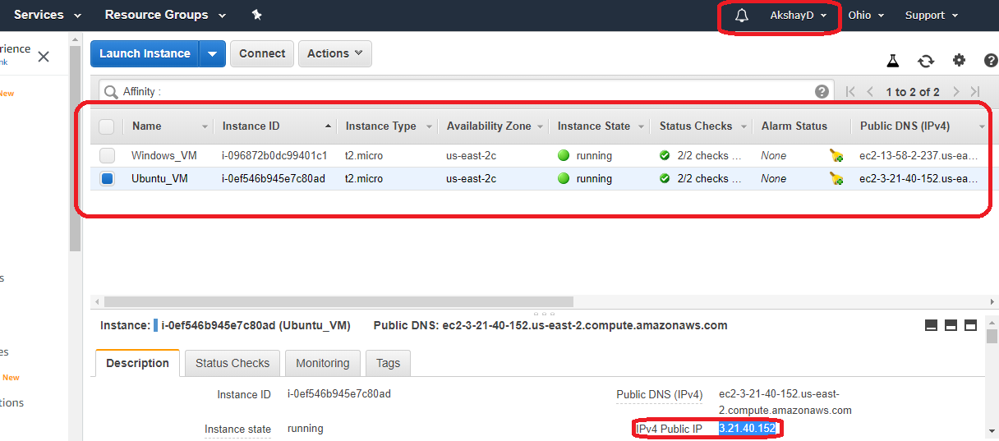 Services Resource Groups AkshayD Ohio Support
rience
nk
Launch Instance Connect Actions
New
Affinity : 1 to 2 of 2
Name Instance ID Instance Type Availability Zone Instance State Status Checks Alarm Status Public DNS (IPv4)
Windows_VM i-096872b0dc99401c1 t2.micro us-east-2c running 2/2 checks ... None ec2-13-58-2-237.us-ea...
Ubuntu_VM i-0ef546b945e7c80ad t2.micro us-east-2c running 2/2 checks ... None ec2-3-21-40-152.us-ea...
s
Instance: i-0ef546b945e7c80ad (Ubuntu_VM) Public DNS: ec2-3-21-40-152.us-east-2.compute.amazonaws.com
es
Description Status Checks Monitoring Tags
New
Instance ID i-0ef546b945e7c80ad Public DNS (IPv4) ec2-3-21-40-152.us-east-
2.compute.amazonaws.com
tions
Instance state running IPv4 Public IP 3.21.40.152